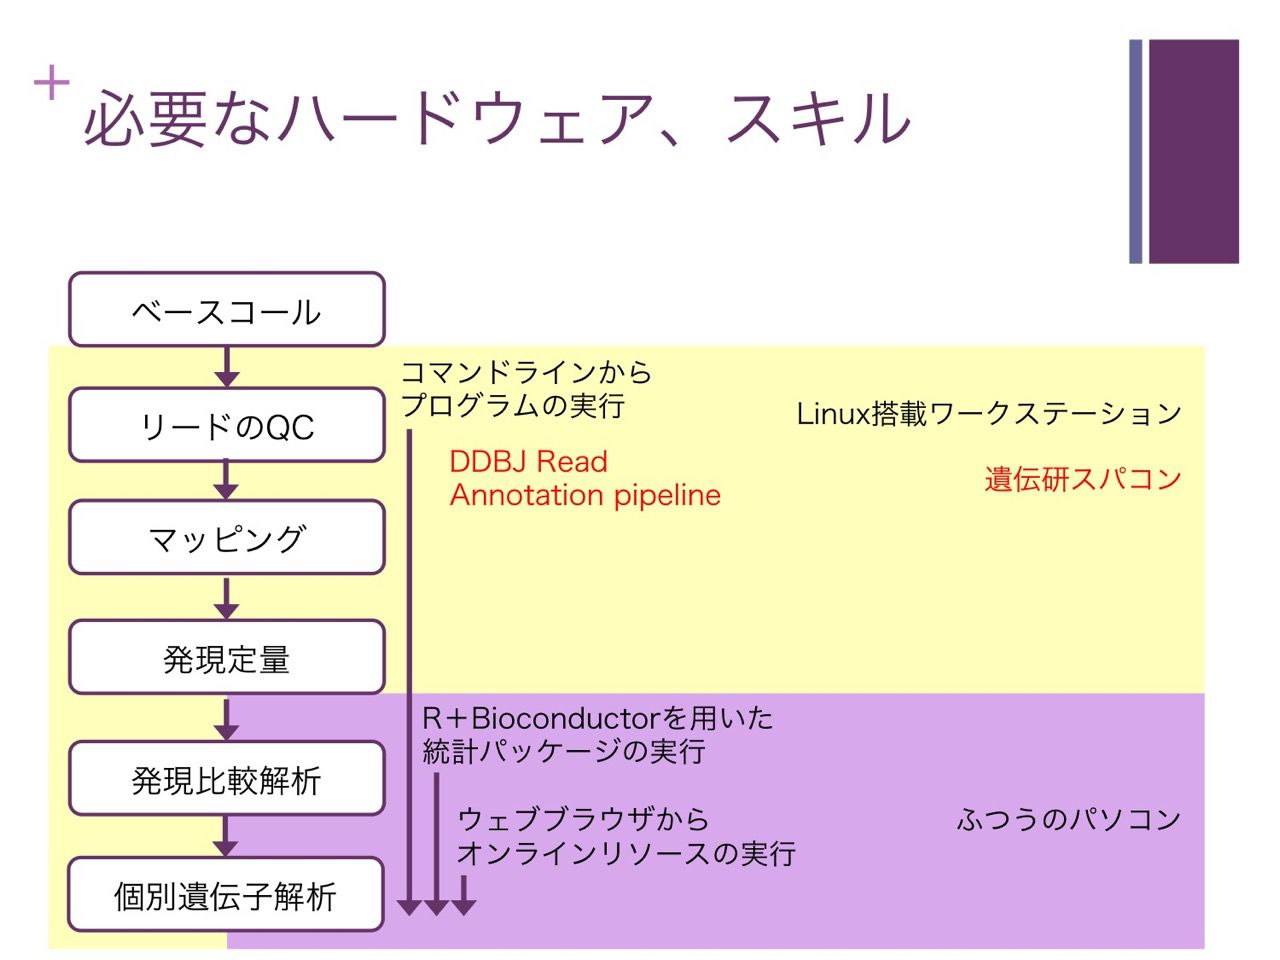 +
必要なハードウェア、スキル
ベースコール
リードのQC
マッピング
発現定量
発現比較解析
個別遺伝子解析
コマンドラインから
プログラムの実行
DDBJ Read
Annotation pipeline
Linux搭載ワークステーション
遺伝研スパコン
R＋Bioconductorを用いた
統計パッケージの実行
ウェブブラウザから
オンラインリソースの実行
ふつうのパソコン